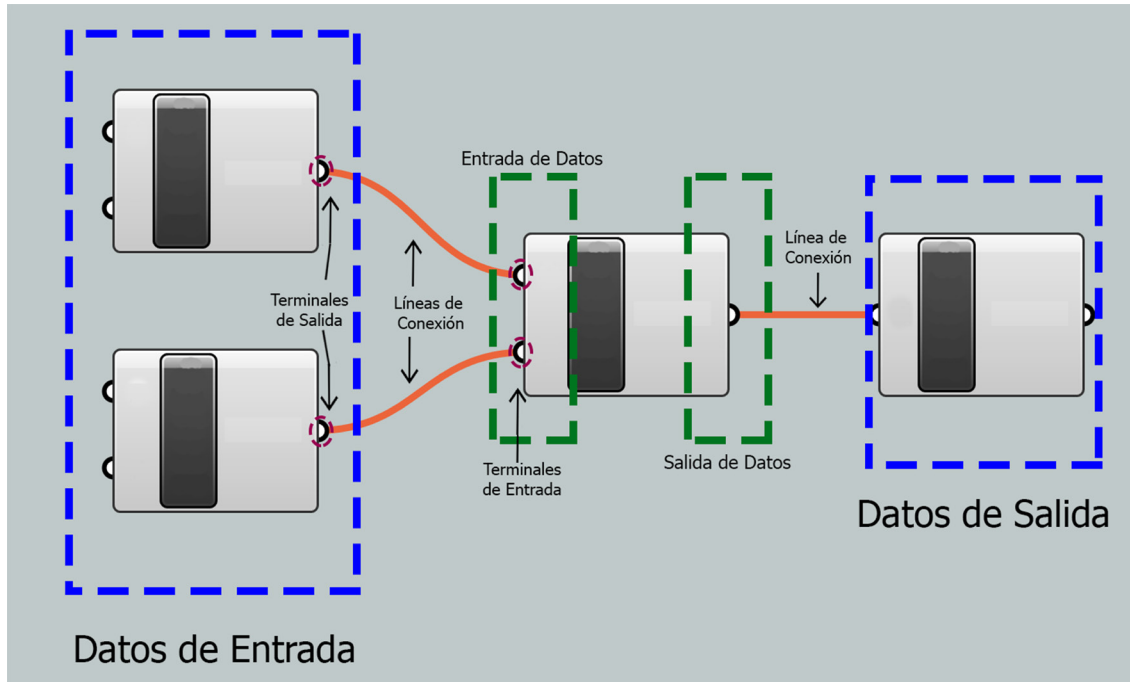 Entrada de Datos
Línea de
Conexión
Terminales
de Salida
Líneas de
Conexión
Terminales
de Entrada
Salida de Datos
Datos de Salida
Datos de Entrada